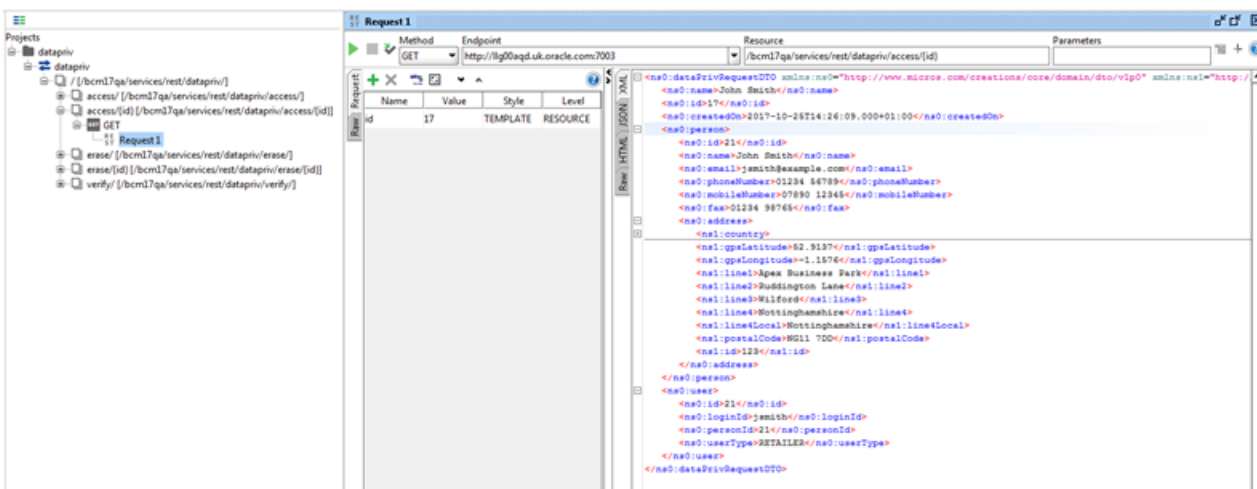 Request 1
Projects
datapriv
datapriv
/ [/bcm17qa/services/rest/datapriv/]
access/ [/bcm17qa/services/rest/datapriv/access/]
access/{id} [/bcm17qa/services/rest/datapriv/access/{id}]
GET
Request 1
erase/ [/bcm17qa/services/rest/datapriv/erase/]
erase/{id} [/bcm17qa/services/rest/datapriv/erase/{id}]
verify/ [/bcm17qa/services/rest/datapriv/verify/]
Method Endpoint Resource Parameters
GET http://llg00aqd.uk.oracle.com:7003 /bcm17qa/services/rest/datapriv/access/{id}
Request
Raw
Name Value Style Level
id 17 TEMPLATE RESOURCE
XML
JSON
HTML
Raw
<ns0:dataPrivRequestDTO xmlns:ns0="http://www.micros.com/creations/core/domain/dto/v1p0" xmlns:ns1="http:/
<ns0:name>John Smith</ns0:name>
<ns0:id>17</ns0:id>
<ns0:createdOn>2017-10-25T14:26:09.000+01:00</ns0:createdOn>
<ns0:person>
<ns0:id>21</ns0:id>
<ns0:name>John Smith</ns0:name>
<ns0:email>jsmith@example.com</ns0:email>
<ns0:phoneNumber>01234 56789</ns0:phoneNumber>
<ns0:mobileNumber>07890 12345</ns0:mobileNumber>
<ns0:fax>01234 98765</ns0:fax>
<ns0:address>
<ns1:country>
<ns1:gpsLatitude>52.9137</ns1:gpsLatitude>
<ns1:gpsLongitude>-1.1576</ns1:gpsLongitude>
<ns1:line1>Apex Business Park</ns1:line1>
<ns1:line2>Ruddington Lane</ns1:line2>
<ns1:line3>Wilford</ns1:line3>
<ns1:line4>Nottinghamshire</ns1:line4>
<ns1:line4Local>Nottinghamshire</ns1:line4Local>
<ns1:postalCode>NG11 7DD</ns1:postalCode>
<ns1:id>123</ns1:id>
</ns0:address>
</ns0:person>
<ns0:user>
<ns0:id>21</ns0:id>
<ns0:loginId>jsmith</ns0:loginId>
<ns0:personId>21</ns0:personId>
<ns0:userType>RETAILER</ns0:userType>
</ns0:user>
</ns0:dataPrivRequestDTO>